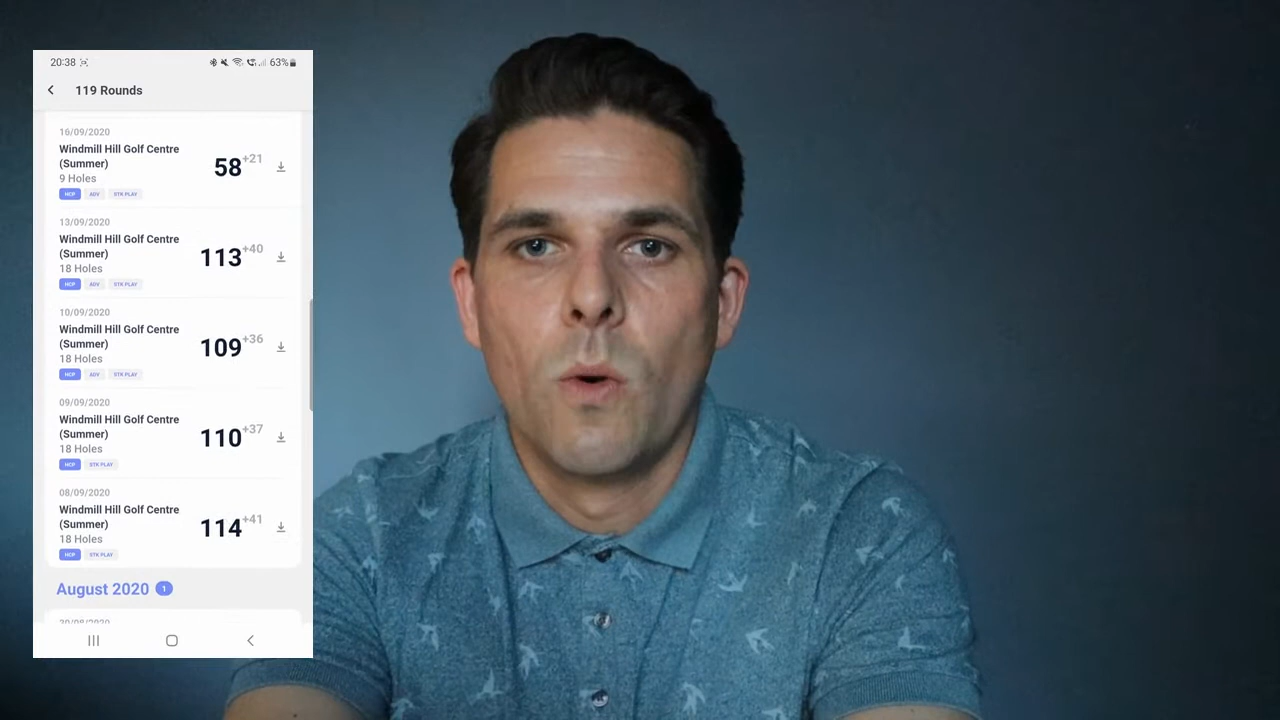 20:38 63%
119 Rounds
16/09/2020
Windmill Hill Golf Centre
(Summer)
58 +21
9 Holes
HCP ADV STR PLAY
13/09/2020
Windmill Hill Golf Centre
(Summer)
113 +40
18 Holes
HCP ADV STR PLAY
10/09/2020
Windmill Hill Golf Centre
(Summer)
109 +36
18 Holes
HCP ADV STR PLAY
09/09/2020
Windmill Hill Golf Centre
(Summer)
110 +37
18 Holes
HCP STR PLAY
08/09/2020
Windmill Hill Golf Centre
(Summer)
114 +41
18 Holes
HCP STR PLAY
August 2020 1